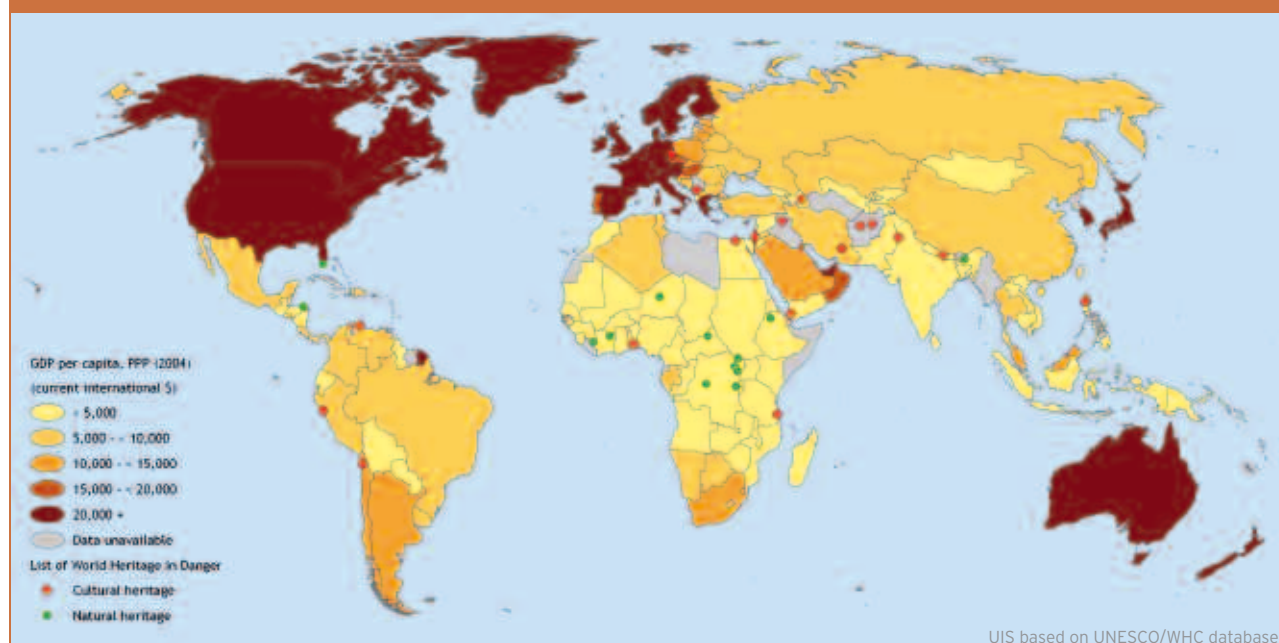 GDP per capita, PPP (2004)
(current international $)
< 5,000
5,000 - < 10,000
10,000 - < 15,000
15,000 - < 20,000
20,000 +
Data unavailable
List of World Heritage in Danger
Cultural heritage
Natural heritage
UIS based on UNESCO/WHC database